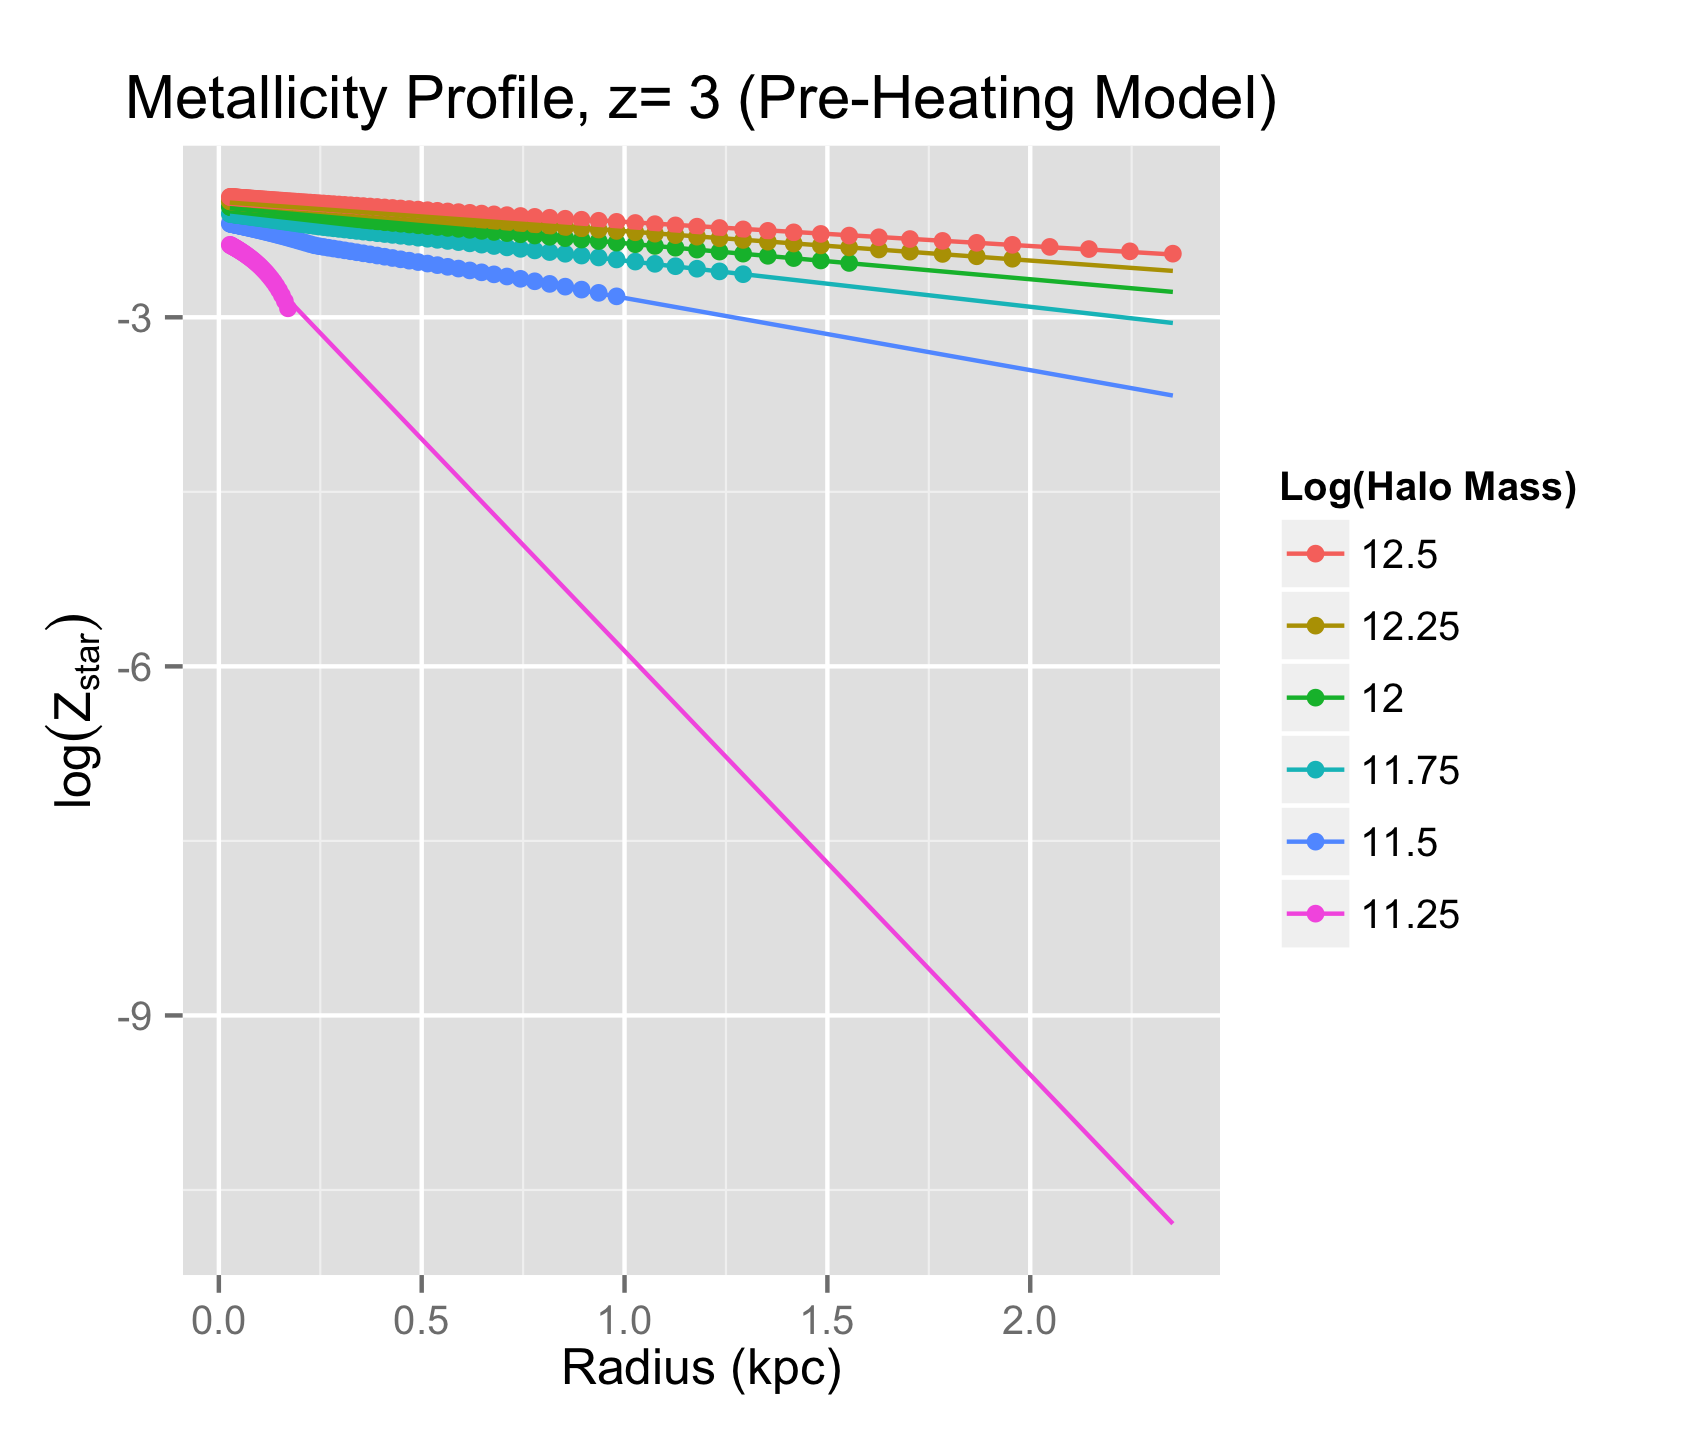 Metallicity Profile, z= 3 (Pre-Heating Model)
-3
-6
-9
log(Zstar)
0.0 0.5 1.0 1.5 2.0
Radius (kpc)
Log(Halo Mass)
12.5
12.25
12
11.75
11.5
11.25